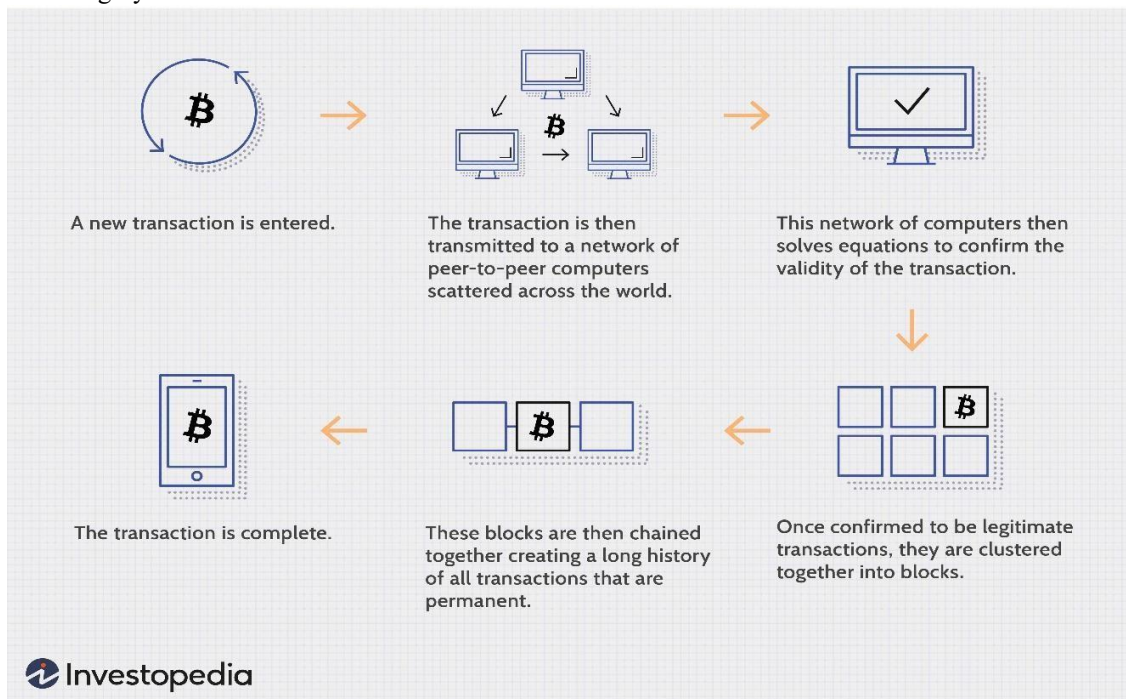 A new transaction is entered.
The transaction is then
transmitted to a network of
peer-to-peer computers
scattered across the world.
This network of computers then
solves equations to confirm the
validity of the transaction.
Once confirmed to be legitimate
transactions, they are clustered
together into blocks.
These blocks are then chained
together creating a long history
of all transactions that are
permanent.
The transaction is complete.
Investopedia